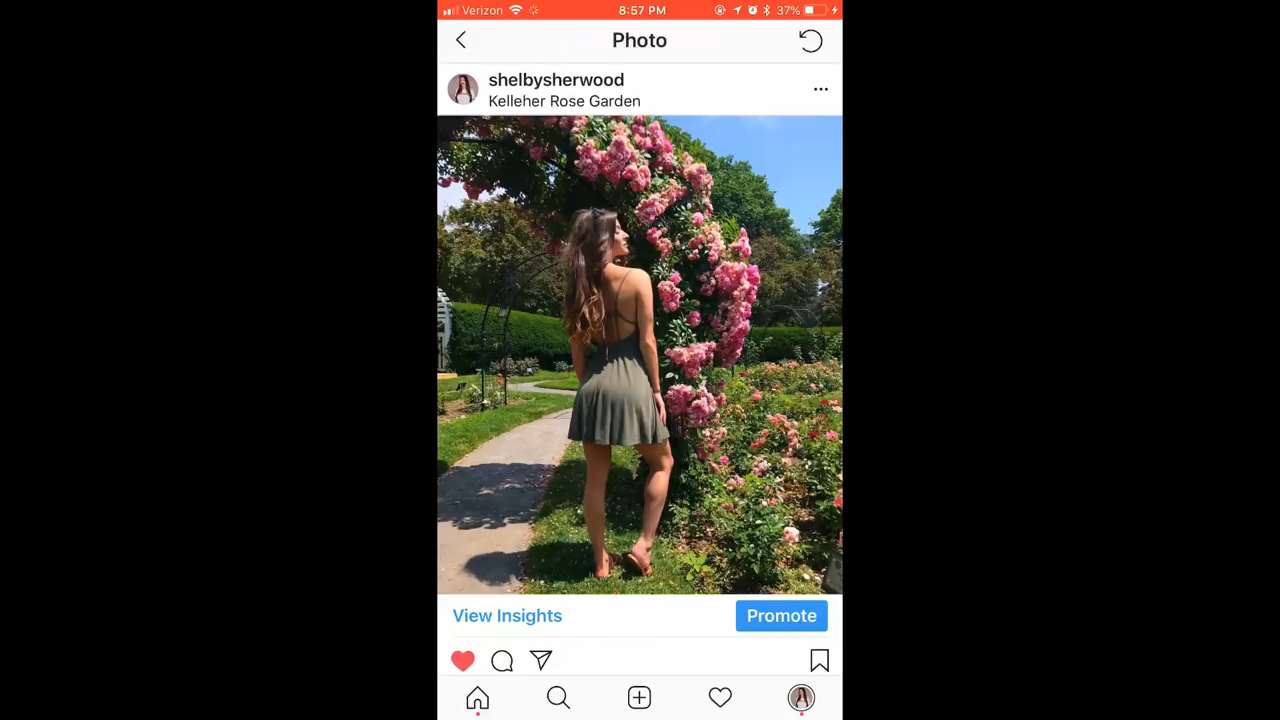 Verizon 8:57 PM 37%
Photo
shelbysherwood
Kelleher Rose Garden
View Insights
Promote